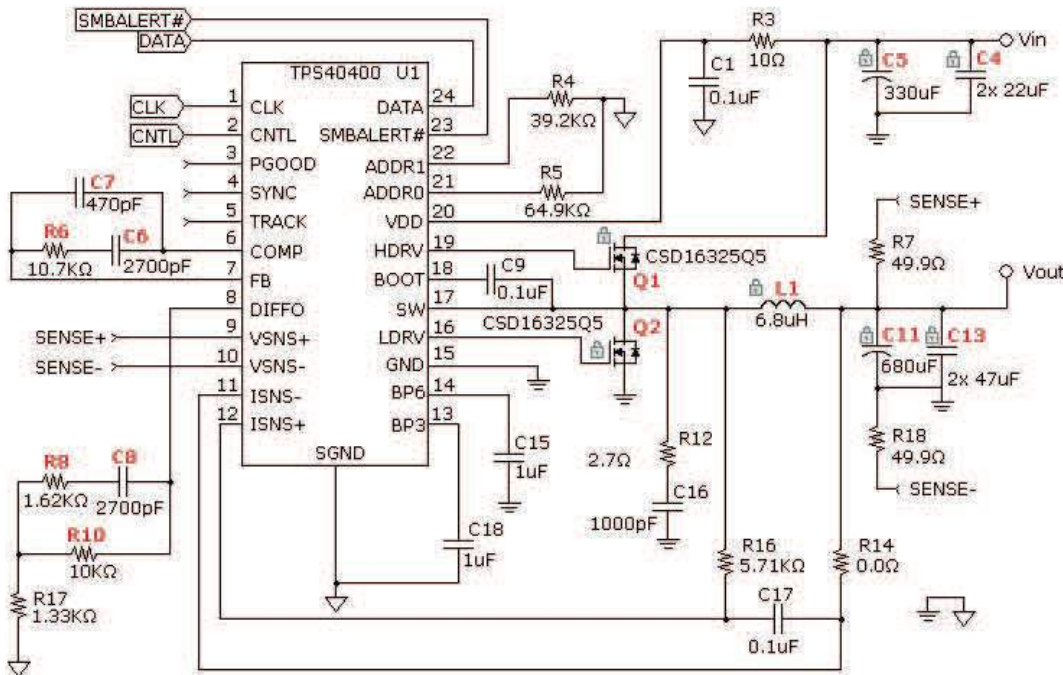 SMBALERT#
DATA
CLK
CNTL
TPS40400 U1
1 CLK
2 CNTL
3 PGOOD
4 SYNC
5 TRACK
6 COMP
7 FB
8 DIFFO
9 VSNS+
10 VSNS-
11 ISNS-
12 ISNS+
DATA 24
SMBALERT# 23
ADDR1 22
ADDR0 21
VDD 20
HDRV 19
BOOT 18
SW 17
LDRV 16
GND 15
BP6 14
BP3 13
SGND
C7
470pF
R6
10.7KΩ
C6
2700pF
SENSE+
SENSE-
R8
1.62KΩ
C8
2700pF
R10
10KΩ
R17
1.33KΩ
R4
39.2KΩ
R5
64.9KΩ
C1
0.1uF
R3
10Ω
Vin
C5
330uF
C4
2x 22uF
CSD16325Q5
Q1
C9
0.1uF
CSD16325Q5
Q2
L1
6.8uH
SENSE+
R7
49.9Ω
Vout
C11
680uF
C13
2x 47uF
R18
49.9Ω
SENSE-
R12
2.7Ω
C16
1000pF
C15
1uF
C18
1uF
R16
5.71KΩ
R14
0.0Ω
C17
0.1uF